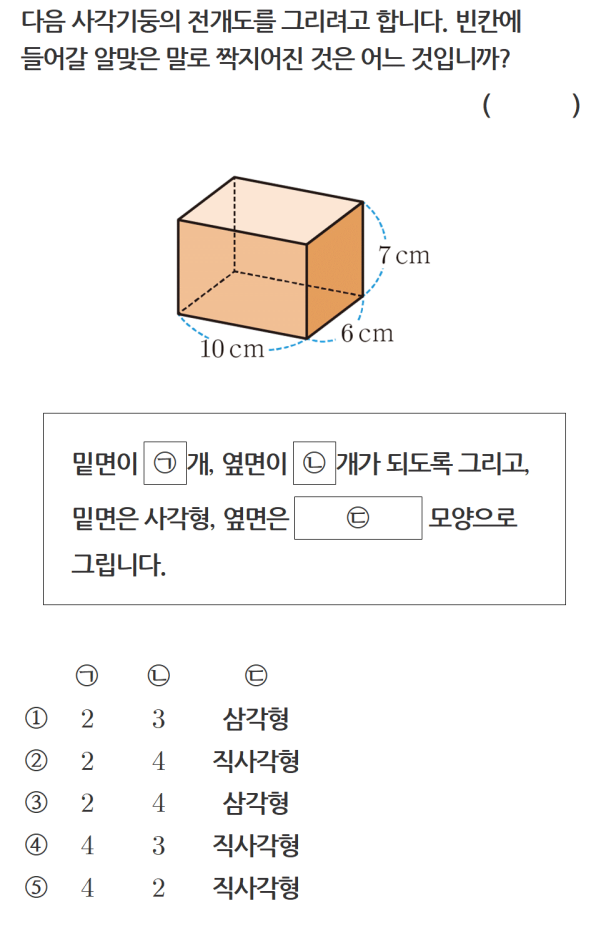 다음 사각기둥의 전개도를 그리려고 합니다. 빈칸에
들어갈 알맞은 말로 짝지어진 것은 어느 것입니까?
( )
7 cm
6 cm
10 cm
밑면이 ㉠ 개, 옆면이 ㉡ 개가 되도록 그리고,
밑면은 사각형, 옆면은 ㉢ 모양으로
그립니다.
㉠ ㉡ ㉢
① 2 3 삼각형
② 2 4 직사각형
③ 2 4 삼각형
④ 4 3 직사각형
⑤ 4 2 직사각형